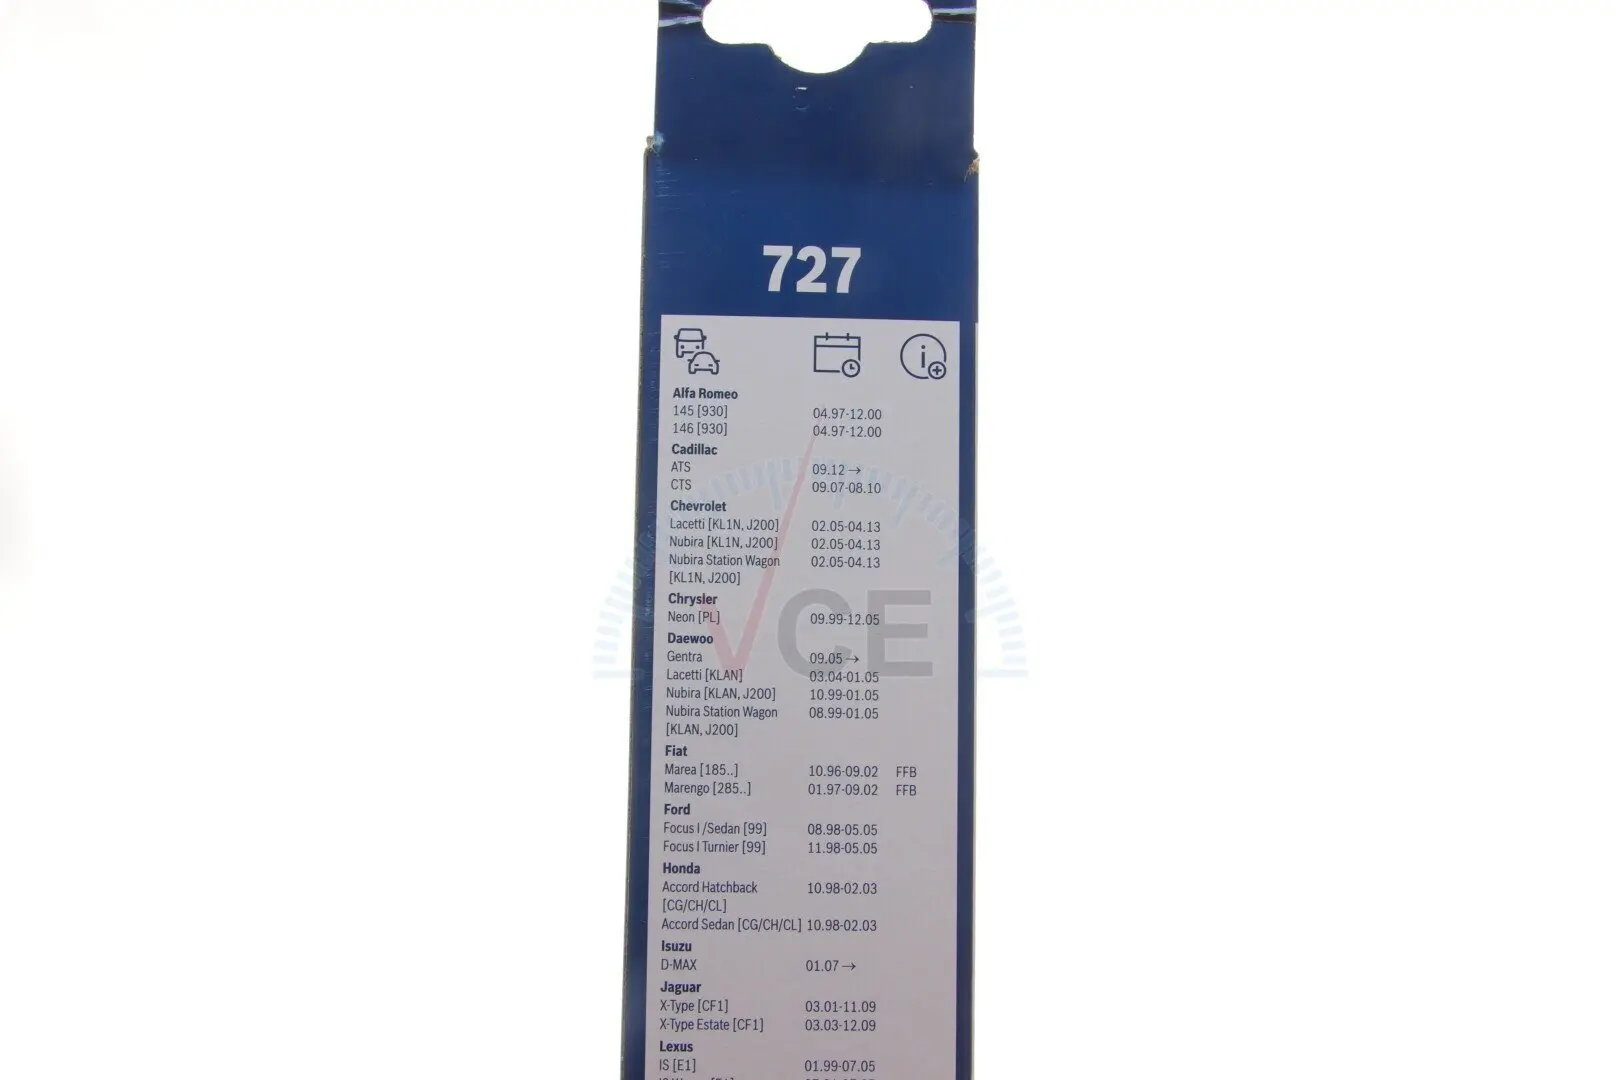 727
Alfa Romeo
145 [930] 04.97-12.00
146 [930] 04.97-12.00
Cadillac
ATS 09.12 →
CTS 09.07-08.10
Chevrolet
Lacetti [KL1N, J200] 02.05-04.13
Nubira [KL1N, J200] 02.05-04.13
Nubira Station Wagon 02.05-04.13
[KL1N, J200]
Chrysler
Neon [PL] 09.99-12.05
Daewoo
Gentra 09.05 →
Lacetti [KLAN] 03.04-01.05
Nubira [KLAN, J200] 10.99-01.05
Nubira Station Wagon 08.99-01.05
[KLAN, J200]
Fiat
Marea [185..] 10.96-09.02 FFB
Marengo [285..] 01.97-09.02 FFB
Ford
Focus I /Sedan [99] 08.98-05.05
Focus I Turnier [99] 11.98-05.05
Honda
Accord Hatchback 10.98-02.03
[CG/CH/CL]
Accord Sedan [CG/CH/CL] 10.98-02.03
Isuzu
D-MAX 01.07 →
Jaguar
X-Type [CF1] 03.01-11.09
X-Type Estate [CF1] 03.03-12.09
Lexus
IS [E1] 01.99-07.05
VCE